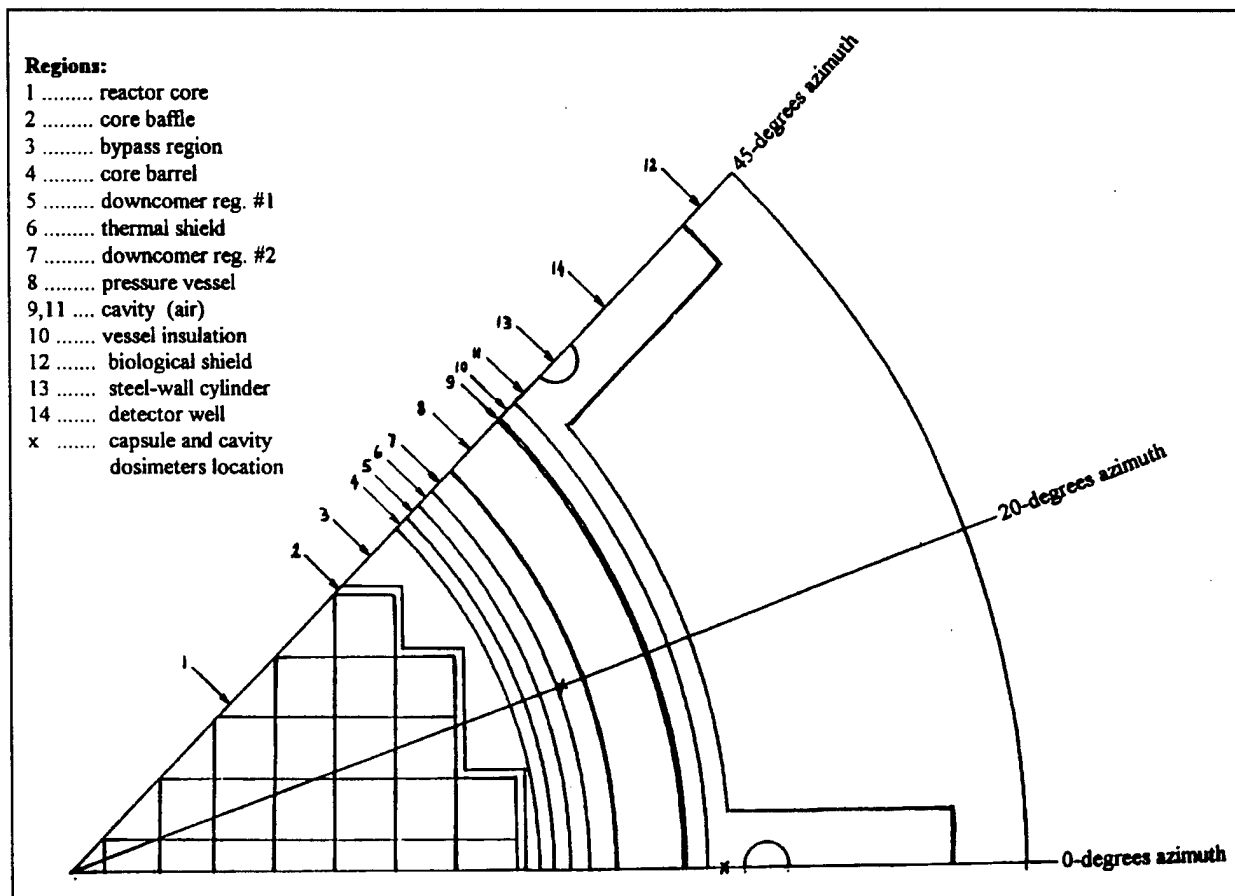 Regions:
1 ......... reactor core
2 ......... core baffle
3 ......... bypass region
4 ......... core barrel
5 ......... downcomer reg. #1
6 ......... thermal shield
7 ......... downcomer reg. #2
8 ......... pressure vessel
9,11 .... cavity (air)
10 ....... vessel insulation
12 ....... biological shield
13 ....... steel-wall cylinder
14 ....... detector well
x ....... capsule and cavity
dosimeters location
45-degrees azimuth
12
14
13
11
10
9
8
7
6
5
4
3
2
1
20-degrees azimuth
x
x
0-degrees azimuth